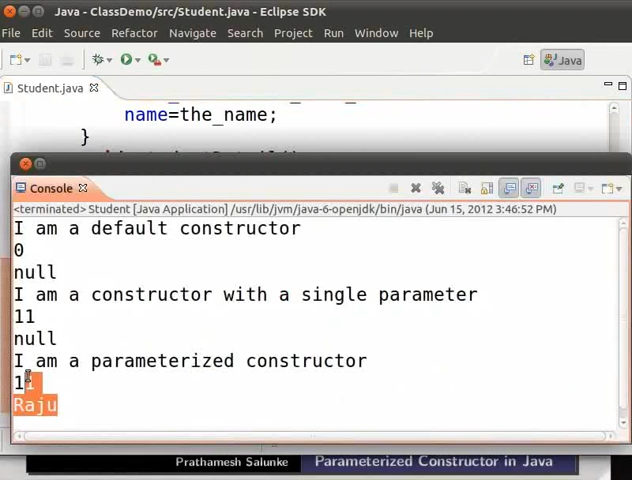 Java - ClassDemo/src/Student.java - Eclipse SDK
File Edit Source Refactor Navigate Search Project Run Window Help
Java
Student.java
name=the_name;
}
Console
<terminated> Student [Java Application] /usr/lib/jvm/java-6-openjdk/bin/java (Jun 15, 2012 3:46:52 PM)
I am a default constructor
0
null
I am a constructor with a single parameter
11
null
I am a parameterized constructor
11
Raju
Prathamesh Salunke Parameterized Constructor in Java